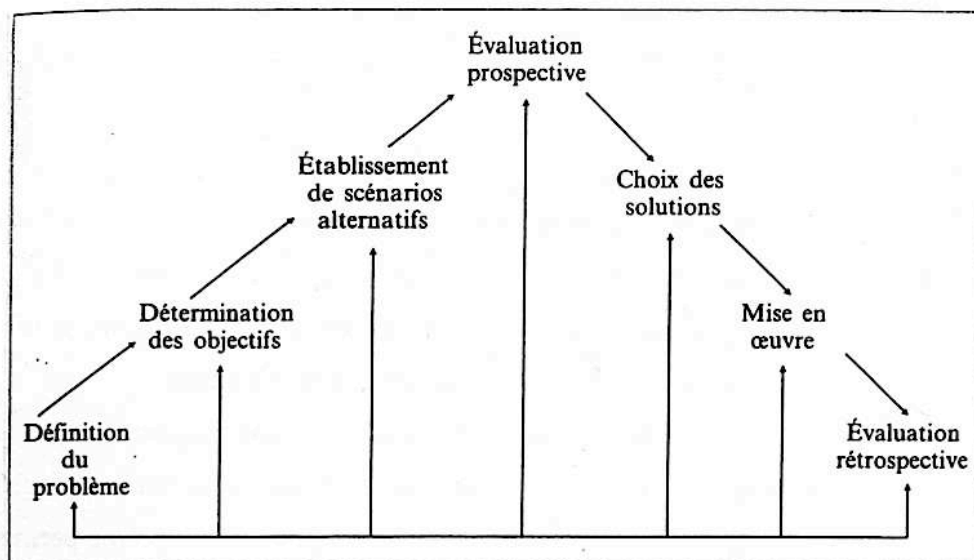 Évaluation
prospective
Établissement
de scénarios
alternatifs
Choix des
solutions
Détermination
des objectifs
Mise en
œuvre
Définition
du
problème
Évaluation
rétrospective